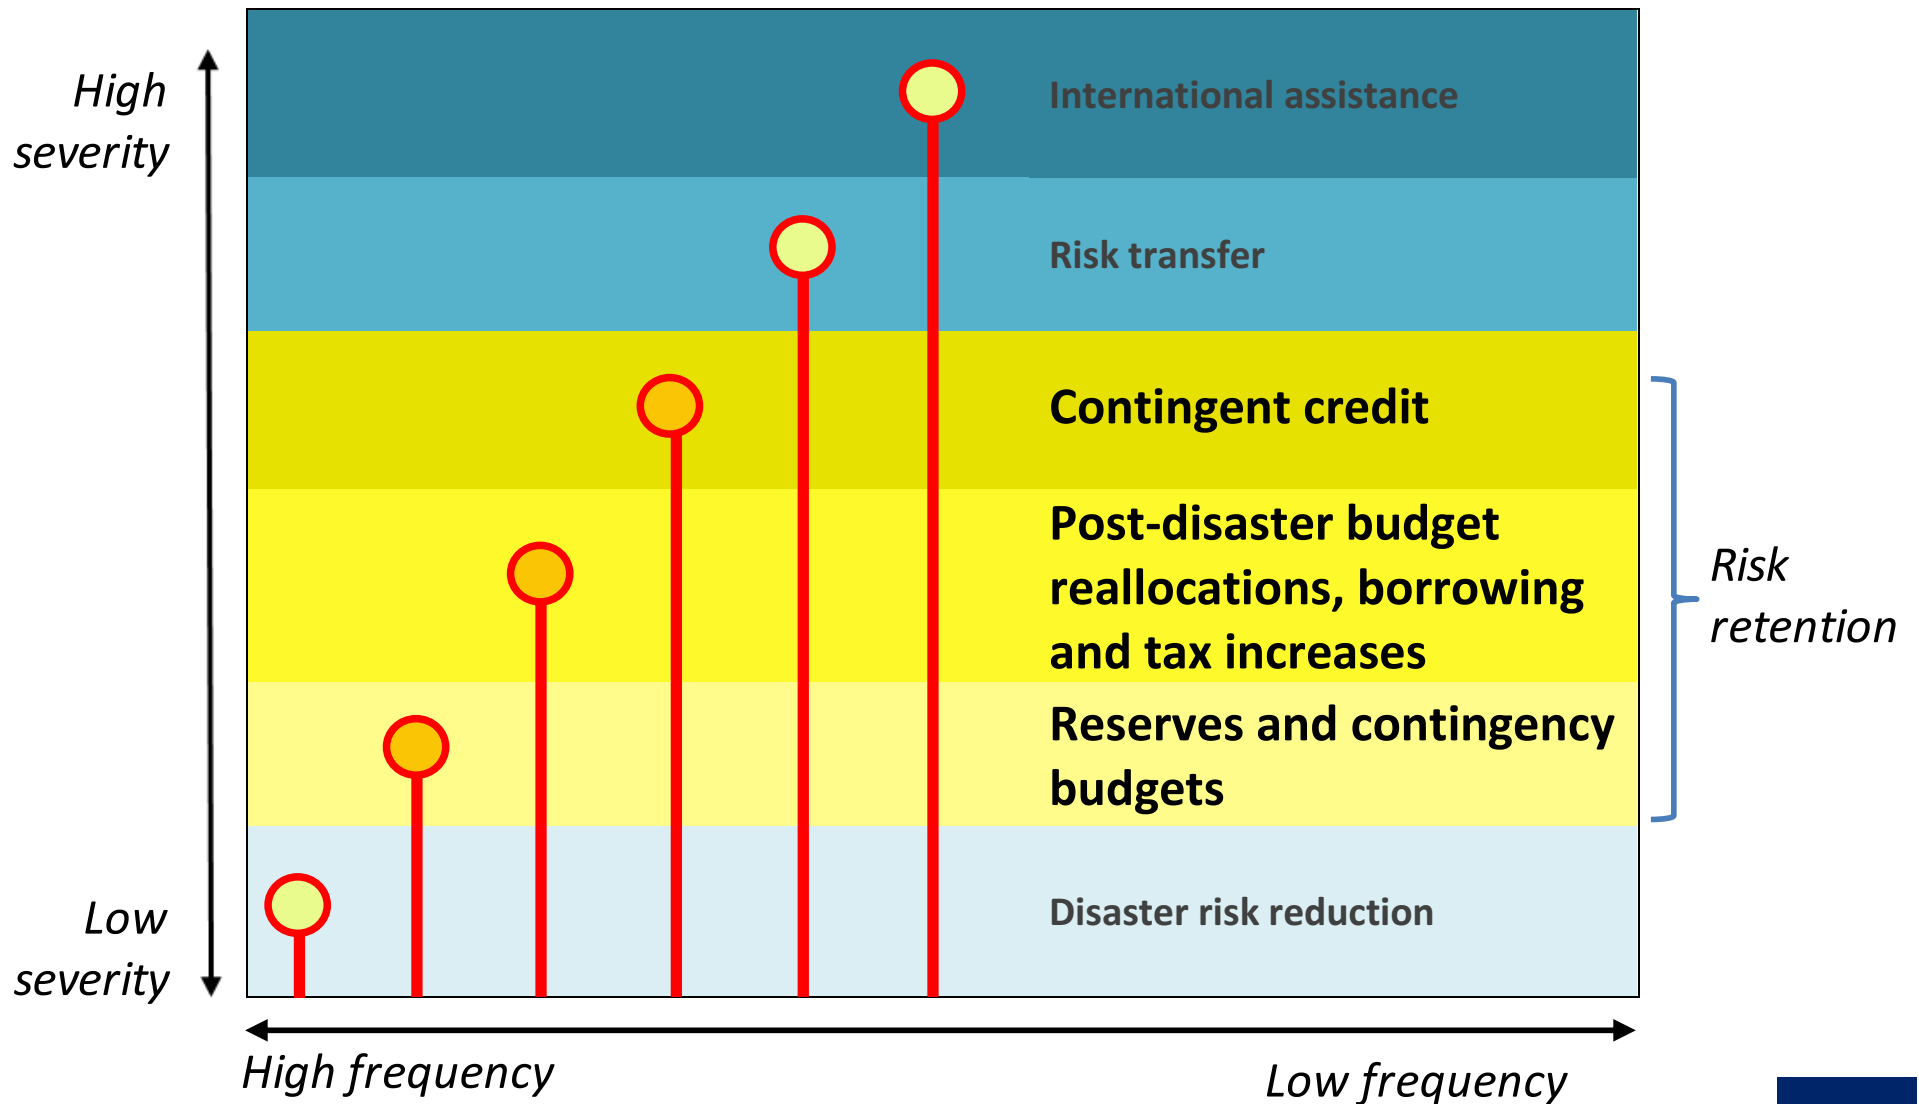 High
severity
International assistance
Risk transfer
Contingent credit
Post-disaster budget
reallocations, borrowing
and tax increases
Reserves and contingency
budgets
Risk
retention
Disaster risk reduction
Low
severity
High frequency
Low frequency